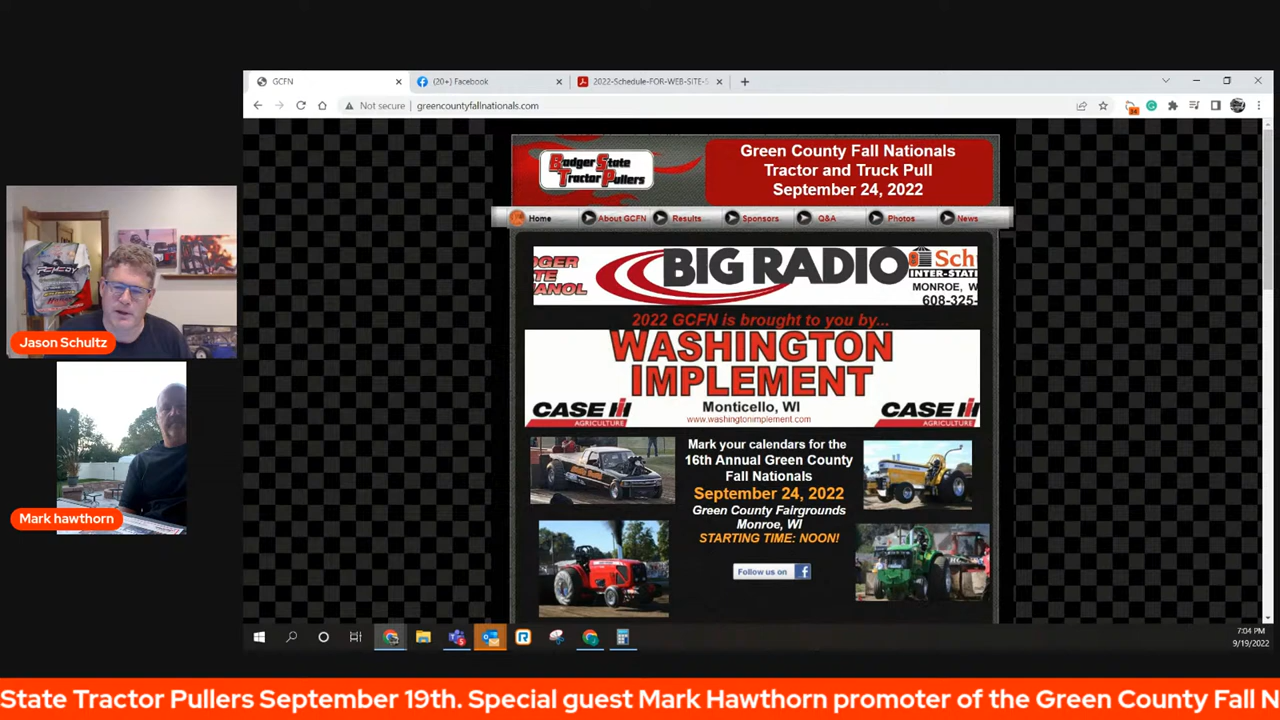 GCFN
(20+) Facebook
2022-Schedule-FOR-WEB-SITE-S
Not secure
greencountyfallnationals.com
Badger State
Tractor Pullers
Green County Fall Nationals
Tractor and Truck Pull
September 24, 2022
Home
About GCFN
Results
Sponsors
Q&A
Photos
News
BIG RADIO
INTER-STATE
MONROE, W
608-325-
2022 GCFN is brought to you by...
WASHINGTON
IMPLEMENT
CASE IH
AGRICULTURE
Monticello, WI
www.washingtonimplement.com
CASE IH
AGRICULTURE
Mark your calendars for the
16th Annual Green County
Fall Nationals
September 24, 2022
Green County Fairgrounds
Monroe, WI
STARTING TIME: NOON!
Follow us on f
Jason Schultz
Mark hawthorn
7:04 PM
9/19/2022
State Tractor Pullers September 19th. Special guest Mark Hawthorn promoter of the Green County Fall N